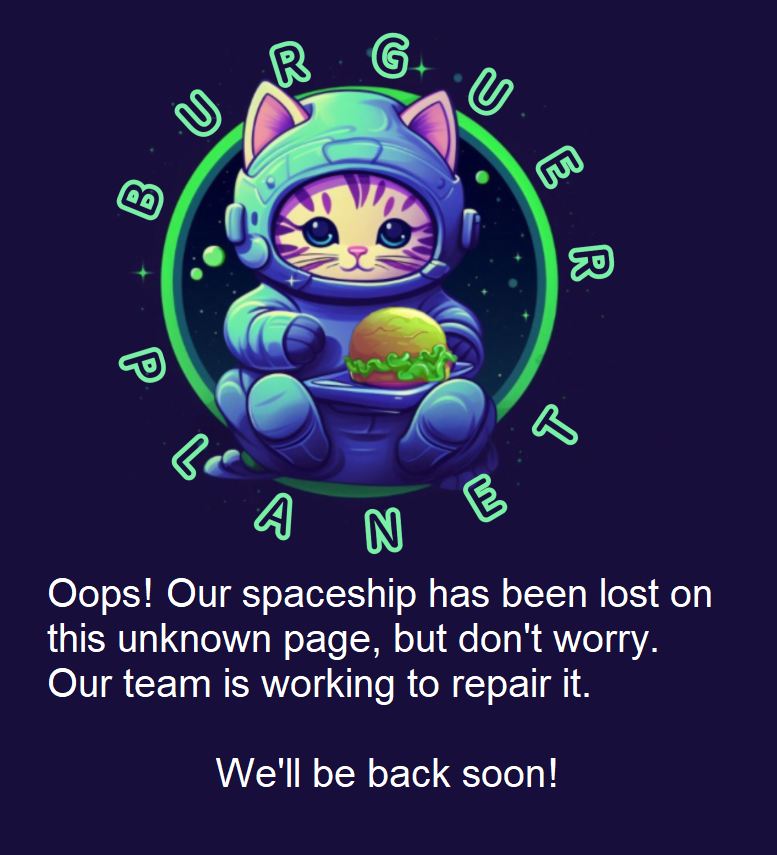 BURGUER
PLANET
Oops! Our spaceship has been lost on
this unknown page, but don't worry.
Our team is working to repair it.
We'll be back soon!